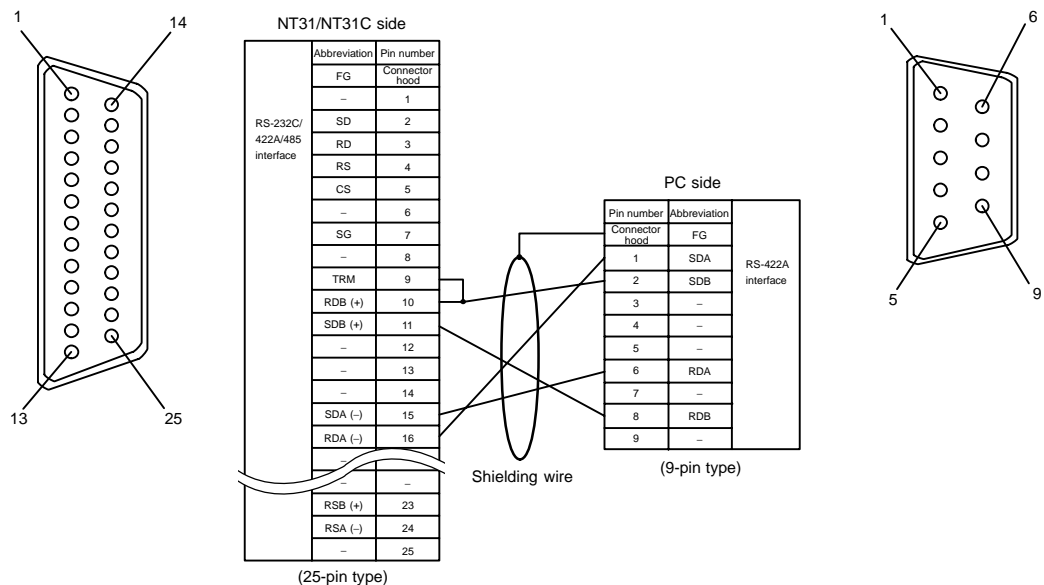 1
14
13
25
NT31/NT31C side
Abbreviation Pin number
FG Connector hood
– 1
RS-232C/
422A/485
interface
SD 2
RD 3
RS 4
CS 5
– 6
SG 7
– 8
TRM 9
RDB (+) 10
SDB (+) 11
– 12
– 13
– 14
SDA (–) 15
RDA (–) 16
–
– –
RSB (+) 23
RSA (–) 24
– 25
(25-pin type)
Shielding wire
PC side
Pin number Abbreviation
Connector hood FG
1 SDA
2 SDB
3 –
4 –
5 –
6 RDA
7 –
8 RDB
9 –
RS-422A
interface
(9-pin type)
1
6
5
9